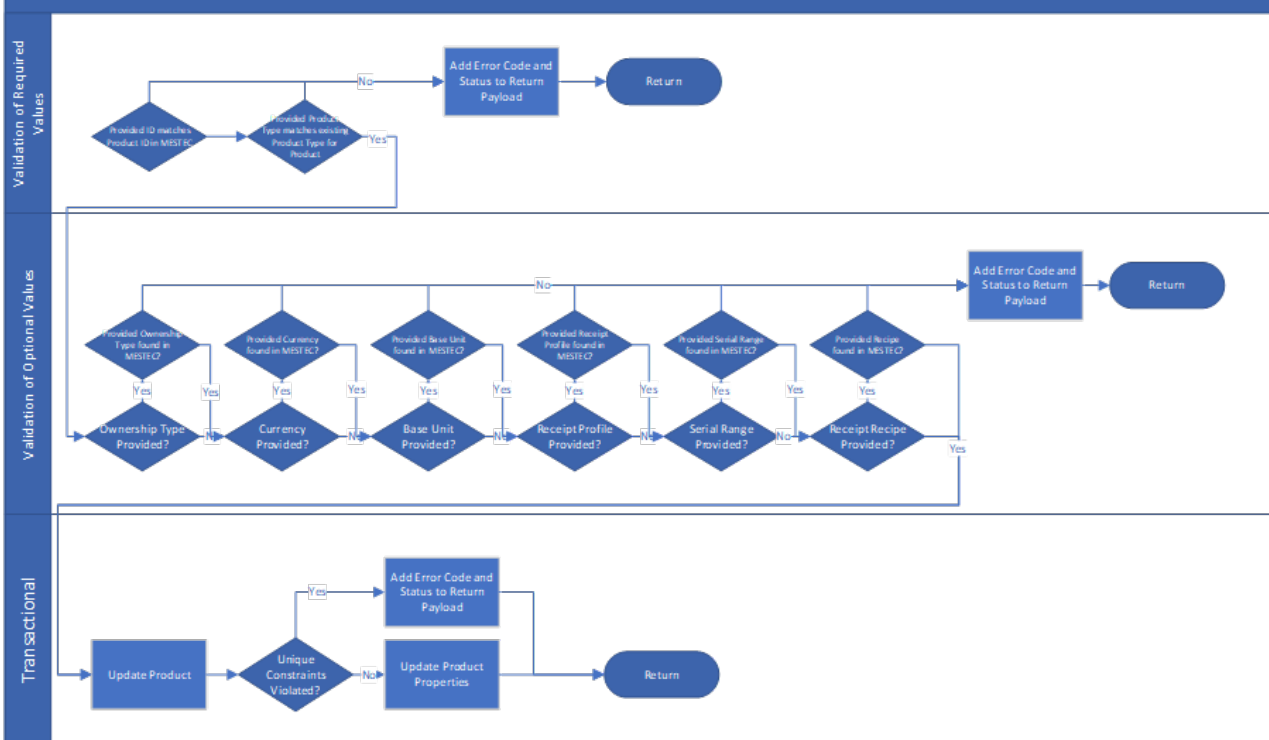 Validation of Required
Values
Add Error Code and
Status to Return
Payload
Return
No
Provided ID matches
Product ID in MESTEC
Provided Product
Type matches existing
Product Type for
Product
Yes
Validation of Optional Values
Add Error Code and
Status to Return
Payload
Return
No
Provided Ownership
Type found in
MESTEC?
Provided Currency
found in MESTEC?
Provided Base Unit
found in MESTEC?
Provided Receipt
Profile found in
MESTEC?
Provided Serial Range
found in MESTEC?
Provided Recipe
found in MESTEC?
Yes
Yes
Yes
Yes
Yes
Yes
Yes
Yes
Yes
Yes
Yes
Ownership Type
Provided?
No
Currency
Provided?
No
Base Unit
Provided?
No
Receipt Profile
Provided?
No
Serial Range
Provided?
No
Receipt Recipe
Provided?
Yes
Transactional
Yes
Add Error Code and
Status to Return
Payload
Update Product
Unique
Constraints
Violated?
No
Update Product
Properties
Return